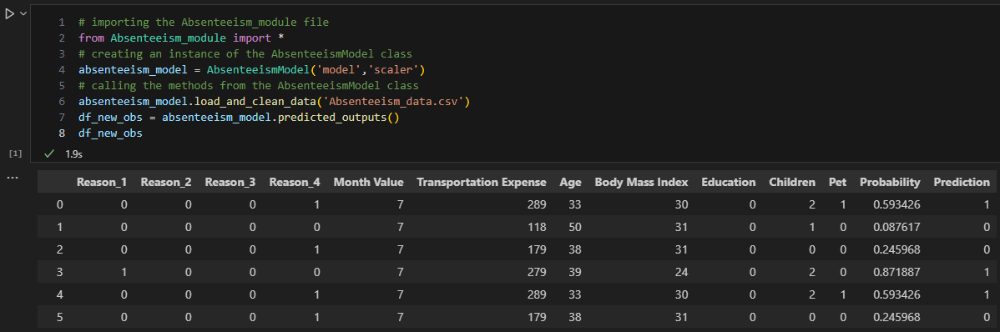 1 # importing the Absenteeism_module file
2 from Absenteeism_module import *
3 # creating an instance of the AbsenteeismModel class
4 absenteeism_model = AbsenteeismModel('model','scaler')
5 # calling the methods from the AbsenteeismModel class
6 absenteeism_model.load_and_clean_data('Absenteeism_data.csv')
7 df_new_obs = absenteeism_model.predicted_outputs()
8 df_new_obs
[1] ✓ 1.9s
... Reason_1 Reason_2 Reason_3 Reason_4 Month Value Transportation Expense Age Body Mass Index Education Children Pet Probability Prediction
0 0 0 0 1 7 289 33 30 0 2 1 0.593426 1
1 0 0 0 0 7 118 50 31 0 1 0 0.087617 0
2 0 0 0 1 7 179 38 31 0 0 0 0.245968 0
3 1 0 0 0 7 279 39 24 0 2 0 0.871887 1
4 0 0 0 1 7 289 33 30 0 2 1 0.593426 1
5 0 0 0 1 7 179 38 31 0 0 0 0.245968 0